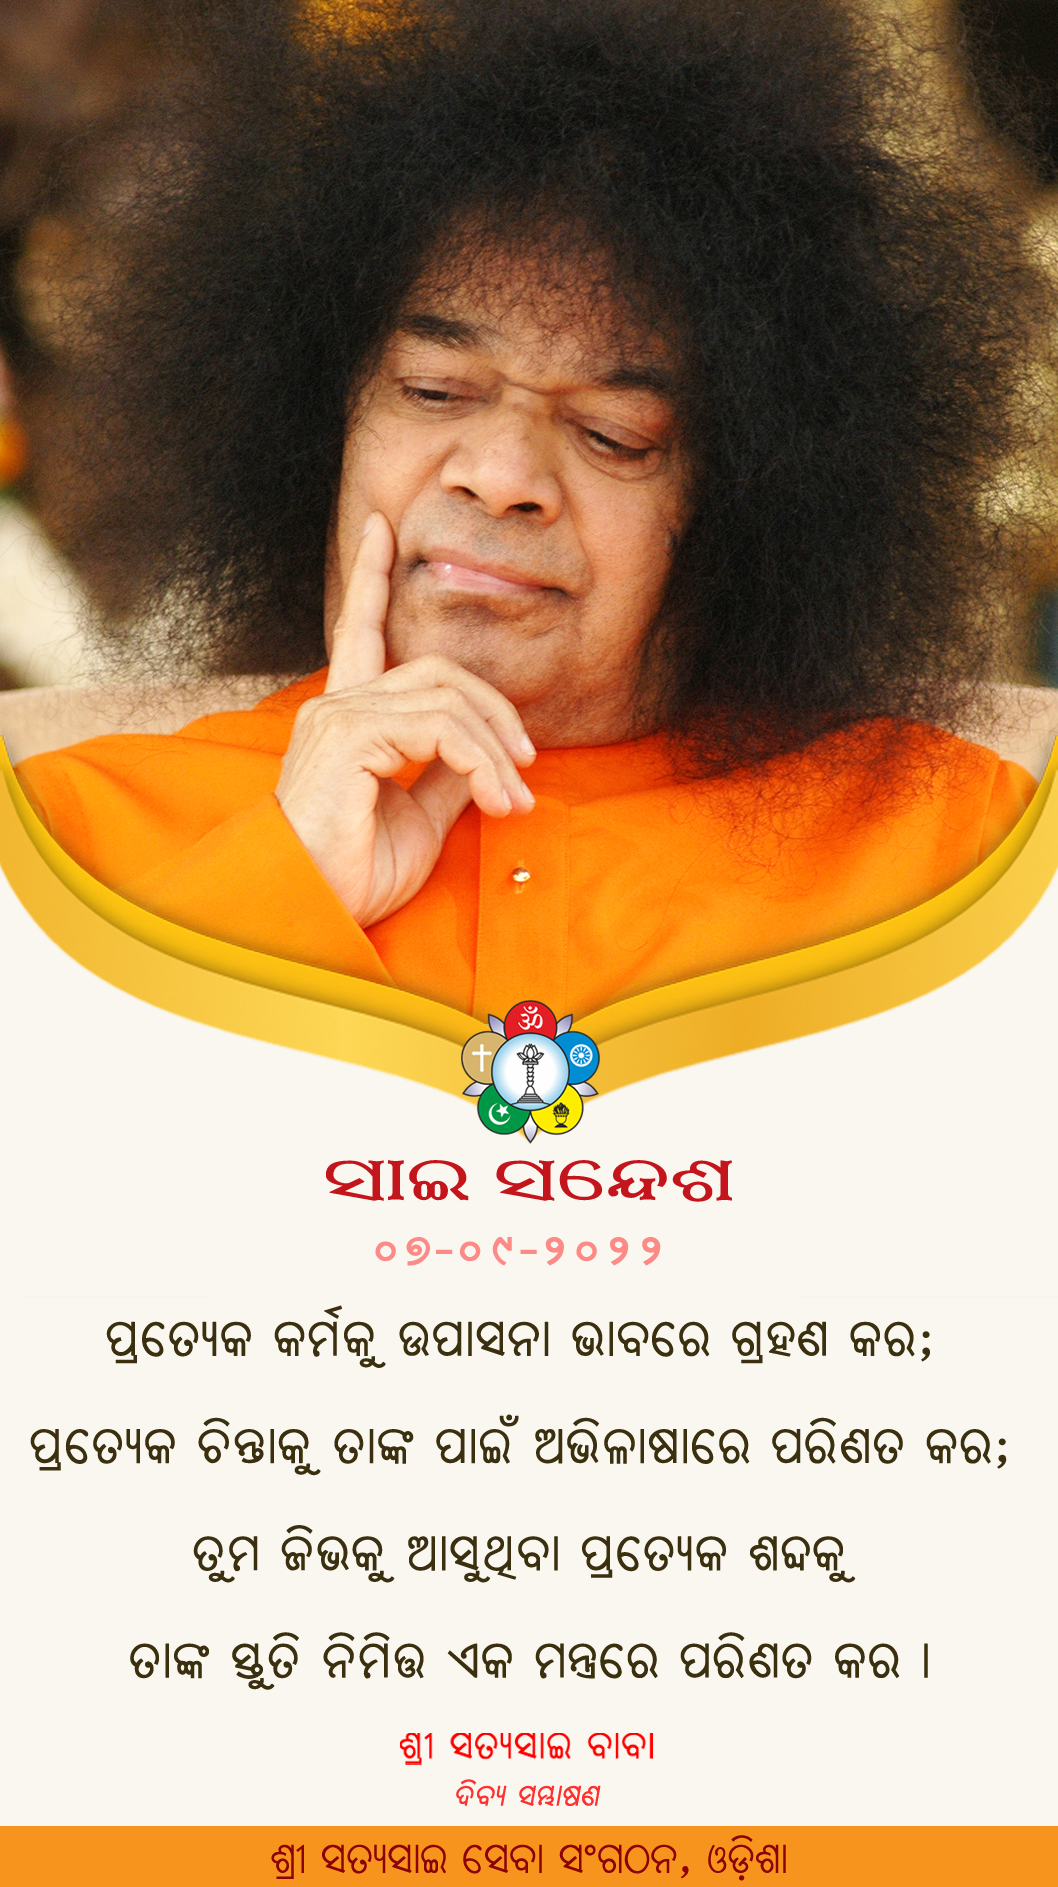 ॐ
ସାଇ ସନ୍ଦେଶ
୦୭-୦୯-୨୦୨୨
ପ୍ରତ୍ୟେକ କର୍ମକୁ ଉପାସନା ଭାବରେ ଗ୍ରହଣ କର;
ପ୍ରତ୍ୟେକ ଚିନ୍ତାକୁ ତାଙ୍କ ପାଇଁ ଅଭିଳାଷାରେ ପରିଣତ କର;
ତୁମ ଜିଭକୁ ଆସୁଥିବା ପ୍ରତ୍ୟେକ ଶବ୍ଦକୁ
ତାଙ୍କ ସ୍ତୁତି ନିମିତ୍ତ ଏକ ମନ୍ତ୍ରରେ ପରିଣତ କର ।
ଶ୍ରୀ ସତ୍ୟସାଇ ବାବା
ଦିବ୍ୟ ସମ୍ଭାଷଣ
ଶ୍ରୀ ସତ୍ୟସାଇ ସେବା ସଂଗଠନ, ଓଡ଼ିଶା